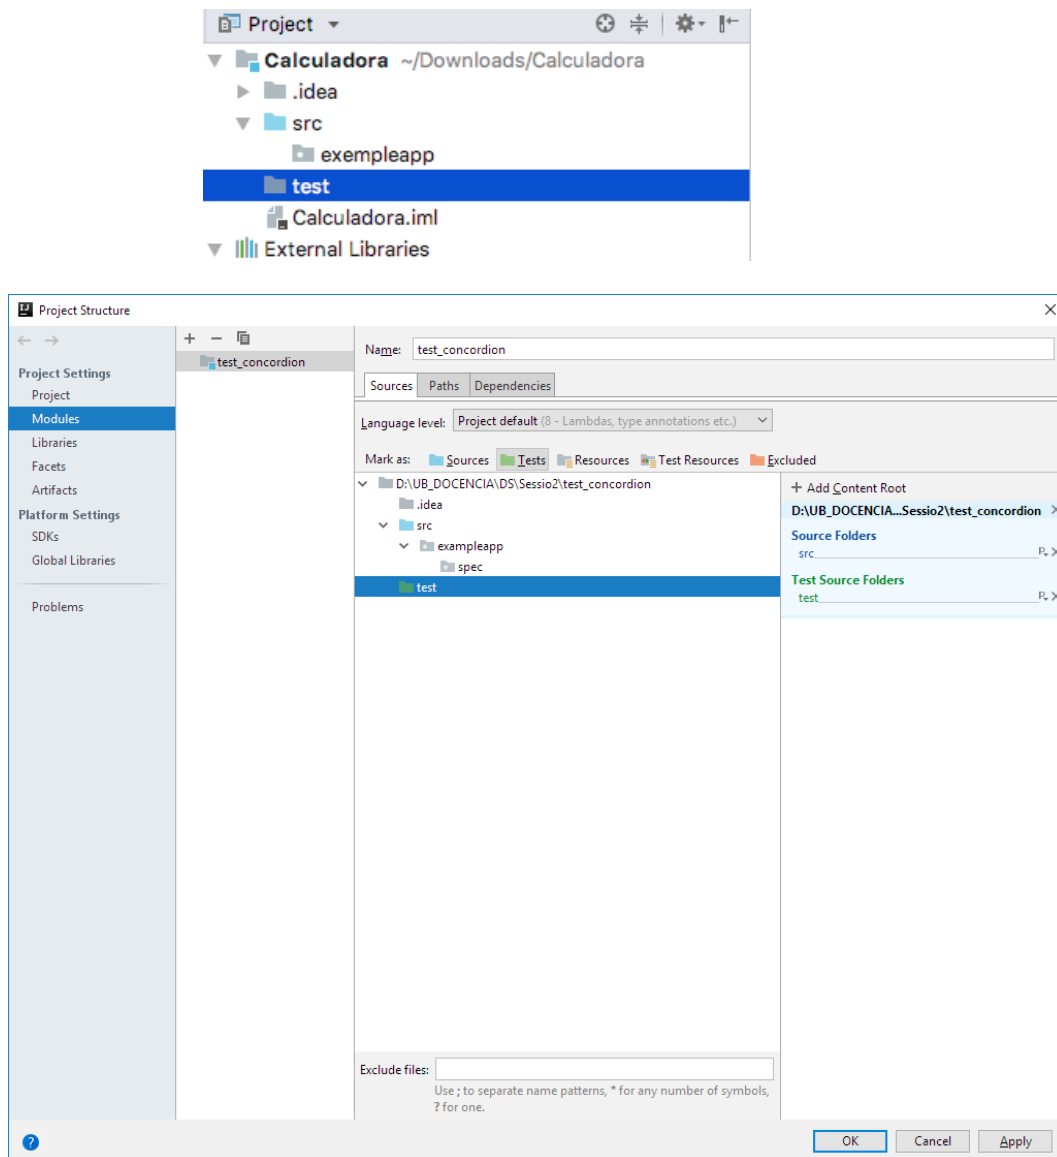 Project
Calculadora ~/Downloads/Calculadora
.idea
src
exempleapp
test
Calculadora.iml
External Libraries
Project Structure
Project Settings
Project
Modules
Libraries
Facets
Artifacts
Platform Settings
SDKs
Global Libraries
Problems
test_concordion
Name: test_concordion
Sources Paths Dependencies
Language level: Project default (8 - Lambdas, type annotations etc.)
Mark as: Sources Tests Resources Test Resources Excluded
D:\UB_DOCENCIA\DS\Sessio2\test_concordion
.idea
src
exampleapp
spec
test
+ Add Content Root
D:\UB_DOCENCIA...Sessio2\test_concordion
Source Folders
src
Test Source Folders
test
Exclude files:
Use ; to separate name patterns, * for any number of symbols,
? for one.
? OK Cancel Apply